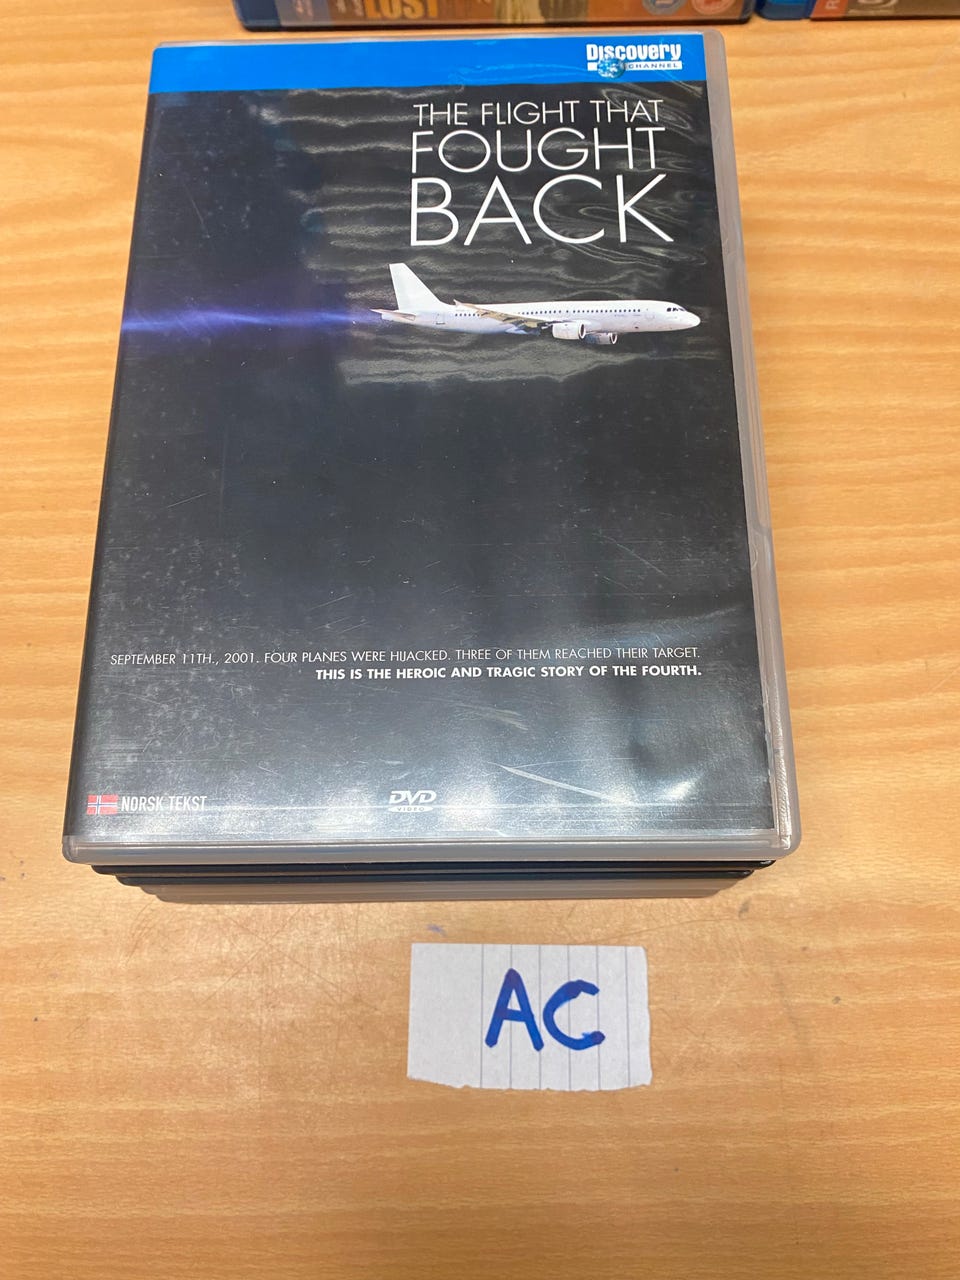 LOST
Discovery
CHANNEL
THE FLIGHT THAT
FOUGHT
BACK
SEPTEMBER 11TH., 2001. FOUR PLANES WERE HIJACKED. THREE OF THEM REACHED THEIR TARGET.
THIS IS THE HEROIC AND TRAGIC STORY OF THE FOURTH.
NORSK TEKST
DVD
VIDEO
AC